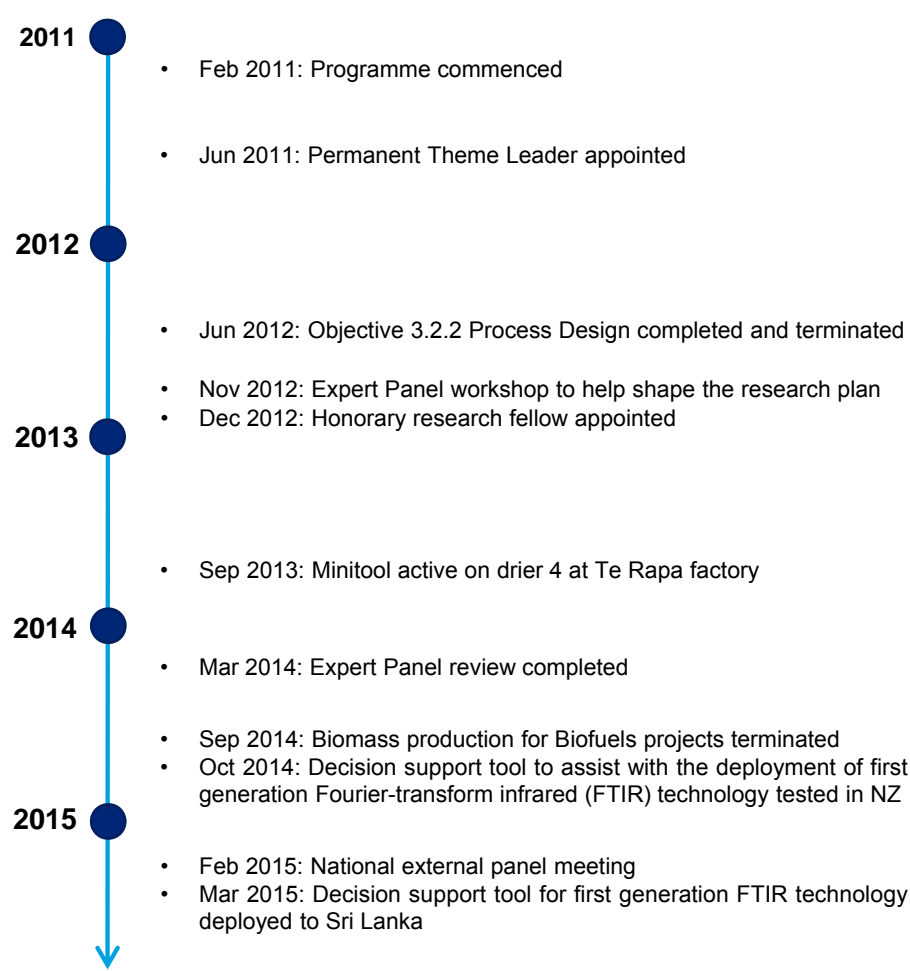 2011
• Feb 2011: Programme commenced
• Jun 2011: Permanent Theme Leader appointed
2012
• Jun 2012: Objective 3.2.2 Process Design completed and terminated
• Nov 2012: Expert Panel workshop to help shape the research plan
• Dec 2012: Honorary research fellow appointed
2013
• Sep 2013: Minitool active on drier 4 at Te Rapa factory
2014
• Mar 2014: Expert Panel review completed
• Sep 2014: Biomass production for Biofuels projects terminated
• Oct 2014: Decision support tool to assist with the deployment of first
generation Fourier-transform infrared (FTIR) technology tested in NZ
2015
• Feb 2015: National external panel meeting
• Mar 2015: Decision support tool for first generation FTIR technology
deployed to Sri Lanka